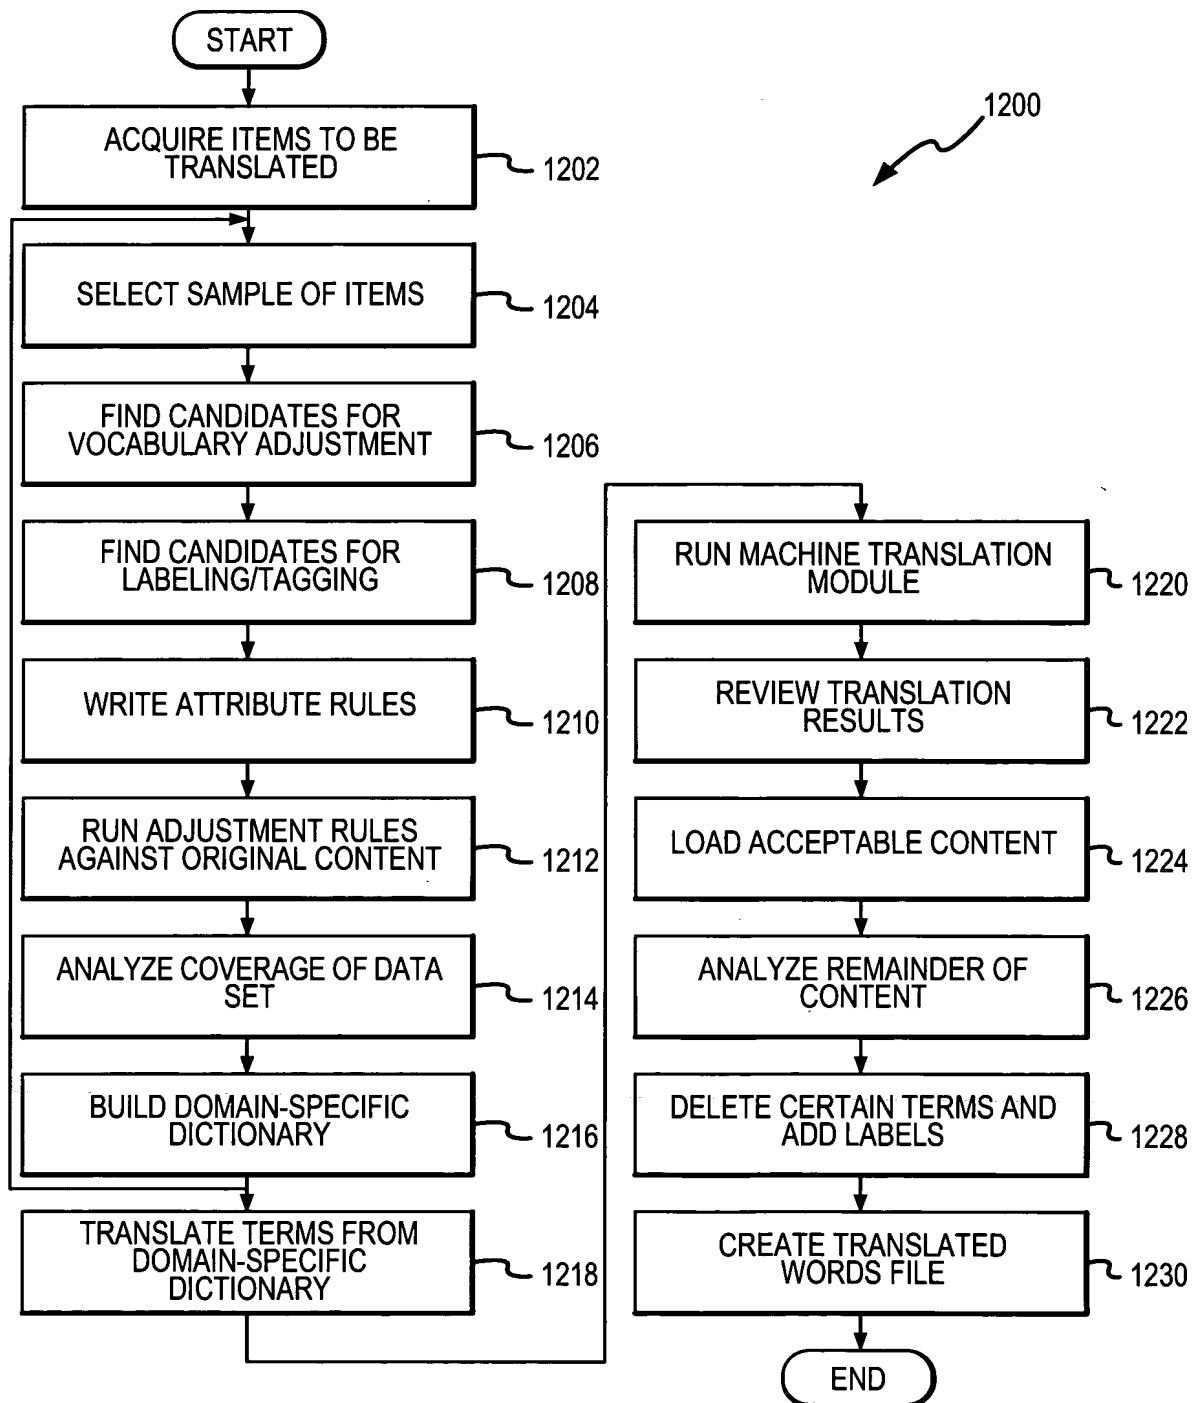 START
1200
ACQUIRE ITEMS TO BE
TRANSLATED
1202
SELECT SAMPLE OF ITEMS
1204
FIND CANDIDATES FOR
VOCABULARY ADJUSTMENT
1206
FIND CANDIDATES FOR
LABELING/TAGGING
1208
WRITE ATTRIBUTE RULES
1210
RUN ADJUSTMENT RULES
AGAINST ORIGINAL CONTENT
1212
ANALYZE COVERAGE OF DATA
SET
1214
BUILD DOMAIN-SPECIFIC
DICTIONARY
1216
TRANSLATE TERMS FROM
DOMAIN-SPECIFIC
DICTIONARY
1218
RUN MACHINE TRANSLATION
MODULE
1220
REVIEW TRANSLATION
RESULTS
1222
LOAD ACCEPTABLE CONTENT
1224
ANALYZE REMAINDER OF
CONTENT
1226
DELETE CERTAIN TERMS AND
ADD LABELS
1228
CREATE TRANSLATED
WORDS FILE
1230
END